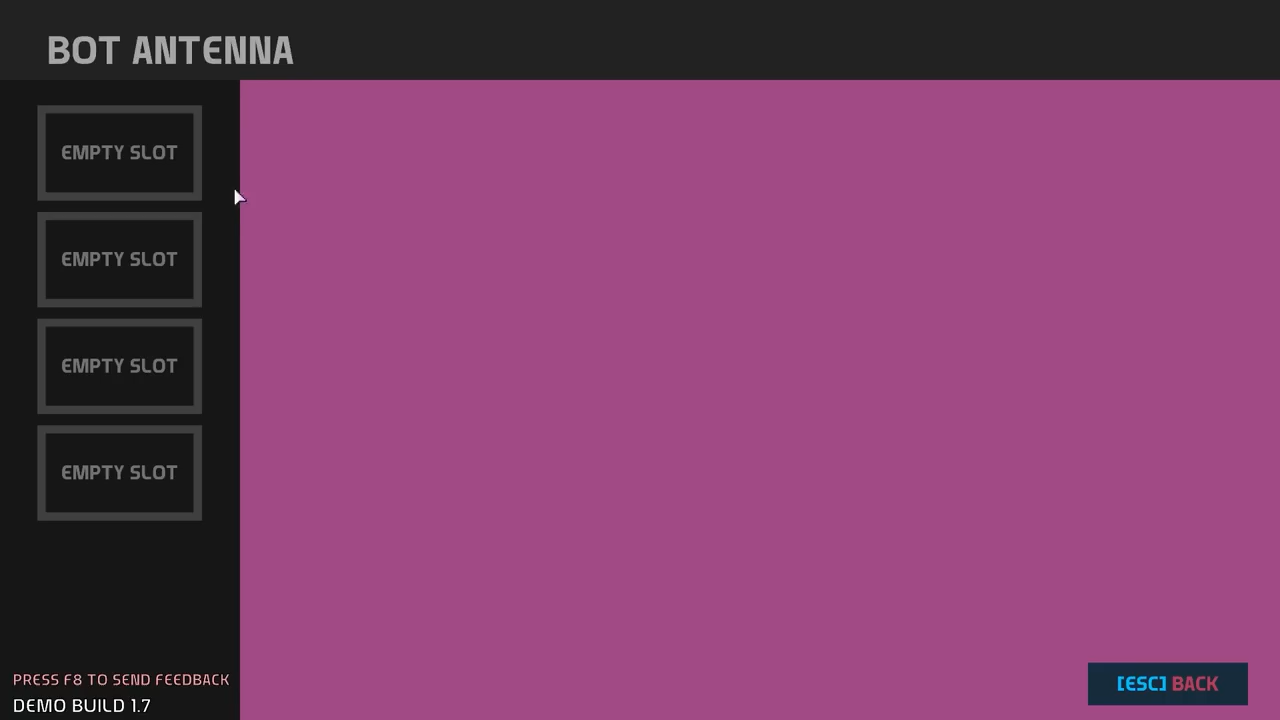 BOT ANTENNA
EMPTY SLOT
EMPTY SLOT
EMPTY SLOT
EMPTY SLOT
PRESS F8 TO SEND FEEDBACK
DEMO BUILD 1.7
[ESC] BACK